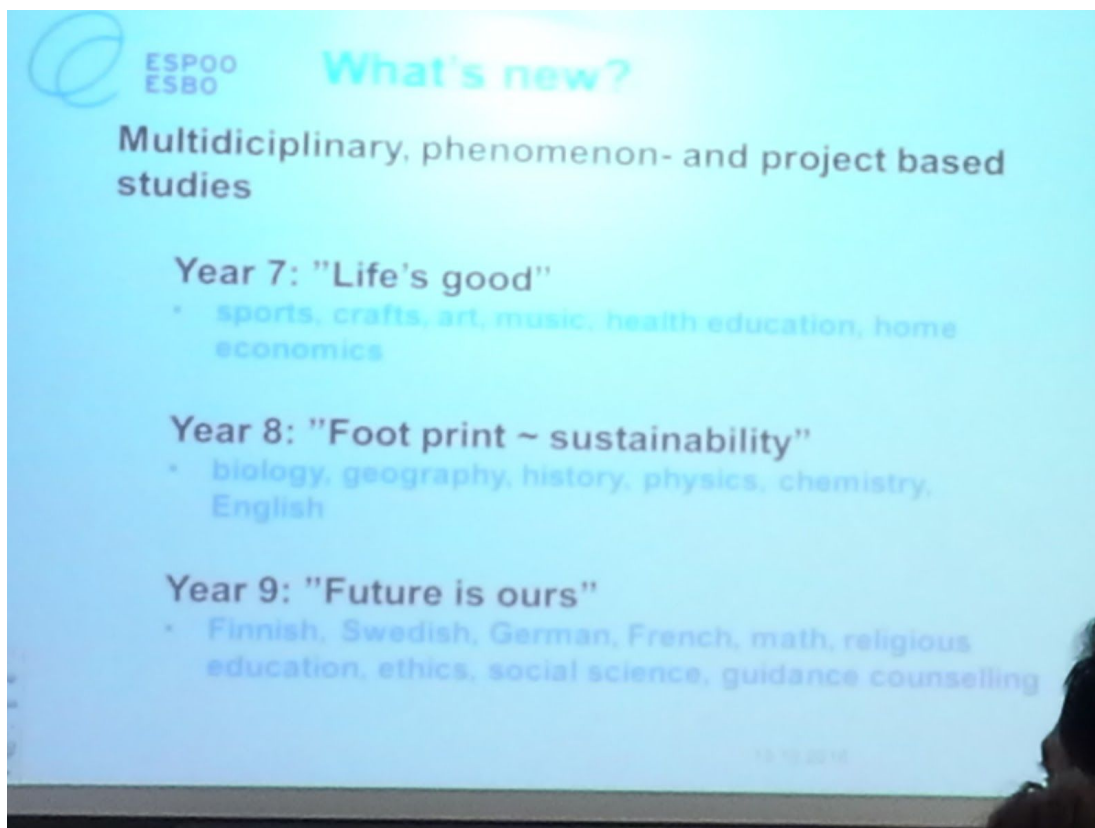 ESPOO
ESBO
What's new?
Multidiciplinary, phenomenon- and project based
studies
Year 7: ”Life's good”
• sports, crafts, art, music, health education, home
economics
Year 8: ”Foot print ~ sustainability”
• biology, geography, history, physics, chemistry,
English
Year 9: ”Future is ours”
• Finnish, Swedish, German, French, math, religious
education, ethics, social science, guidance counselling